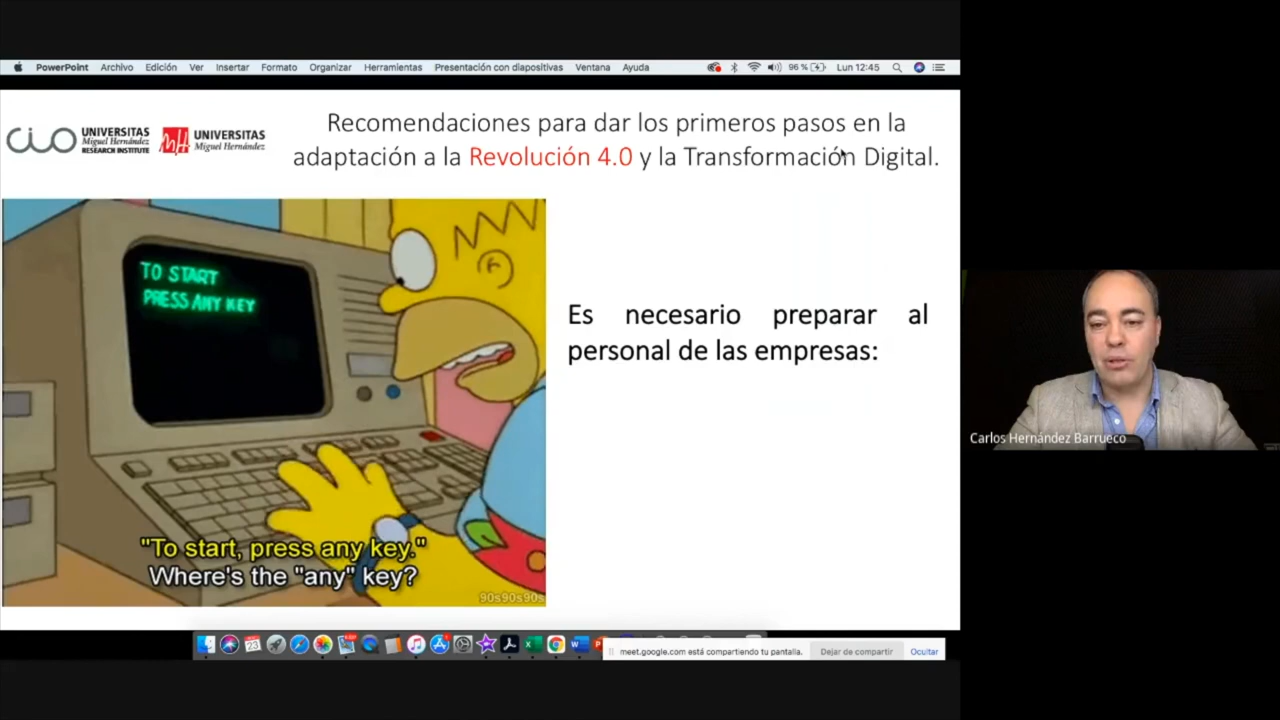 PowerPoint Archivo Edición Ver Insertar Formato Organizar Herramientas Presentación con diapositivas Ventana Ayuda 96 % Lun 12:45
CIO UNIVERSITAS Miguel Hernández RESEARCH INSTITUTE
UNIVERSITAS Miguel Hernández
Recomendaciones para dar los primeros pasos en la
adaptación a la Revolución 4.0 y la Transformación Digital.
TO START
PRESS ANY KEY
"To start, press any key."
Where's the "any" key?
90s90s90s
Es necesario preparar al
personal de las empresas:
Carlos Hernández Barrueco
meet.google.com está compartiendo tu pantalla. Dejar de compartir Ocultar